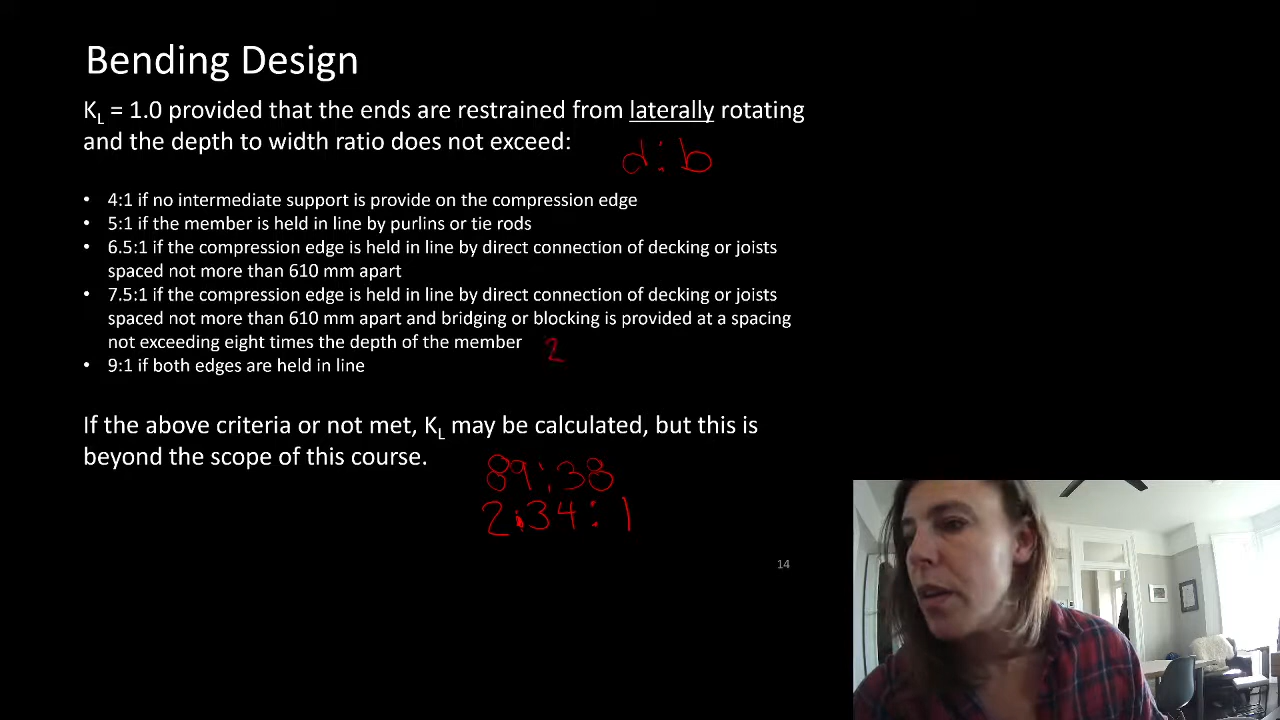 Bending Design
KL = 1.0 provided that the ends are restrained from laterally rotating
and the depth to width ratio does not exceed:
d:b
• 4:1 if no intermediate support is provide on the compression edge
• 5:1 if the member is held in line by purlins or tie rods
• 6.5:1 if the compression edge is held in line by direct connection of decking or joists
spaced not more than 610 mm apart
• 7.5:1 if the compression edge is held in line by direct connection of decking or joists
spaced not more than 610 mm apart and bridging or blocking is provided at a spacing
not exceeding eight times the depth of the member
2
• 9:1 if both edges are held in line
If the above criteria or not met, KL may be calculated, but this is
beyond the scope of this course.
89:38
2:34:1
14